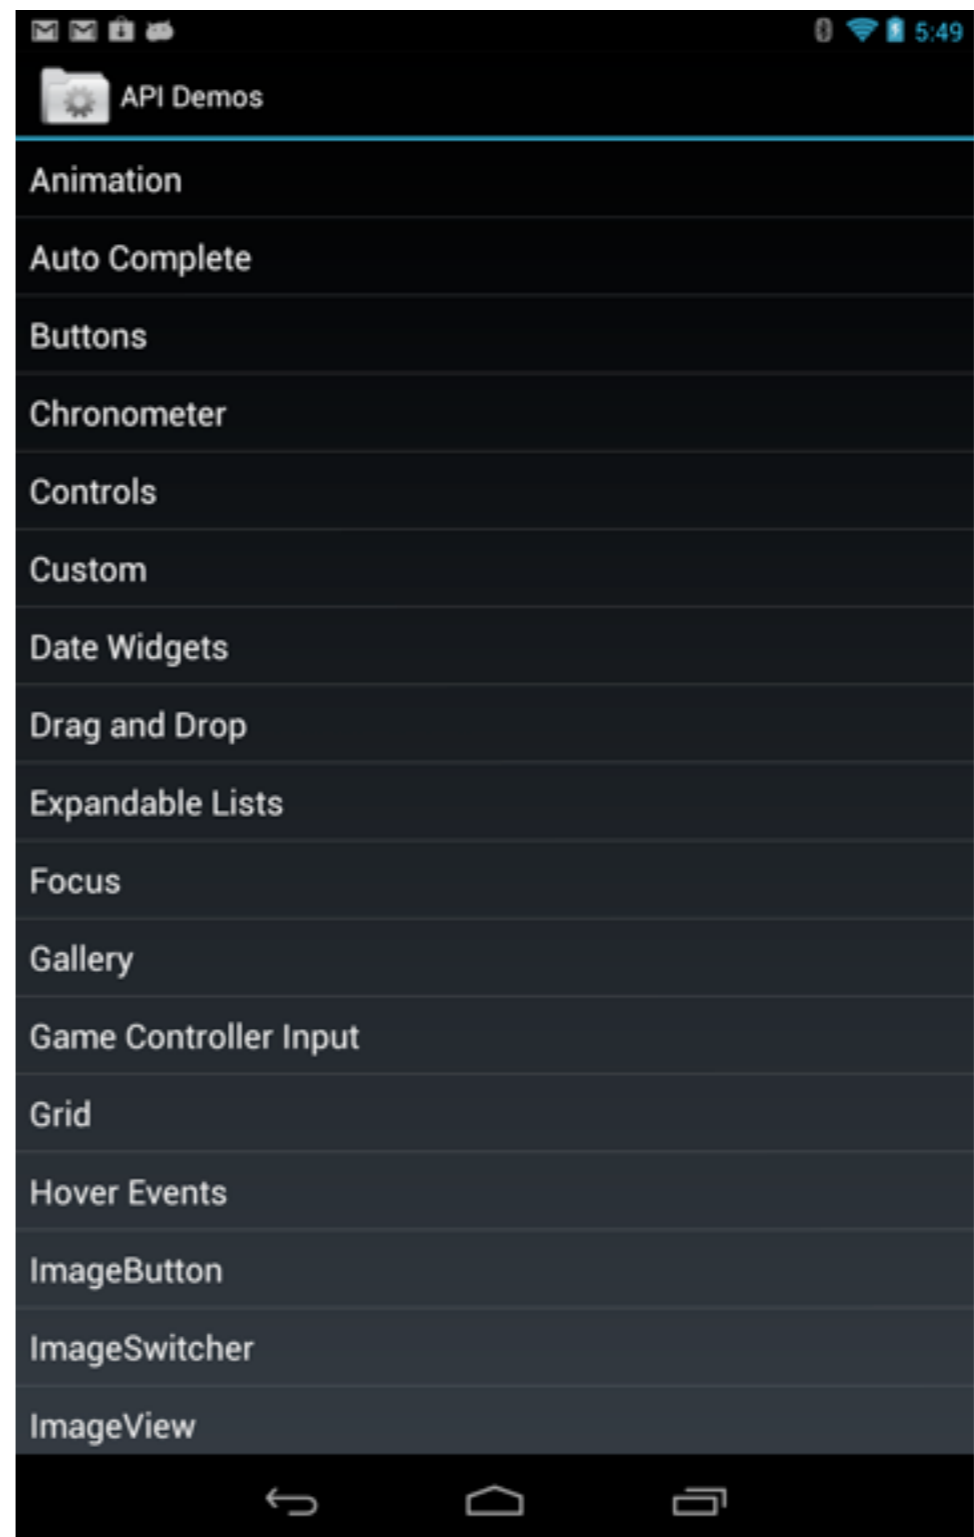 5:49
API Demos
Animation
Auto Complete
Buttons
Chronometer
Controls
Custom
Date Widgets
Drag and Drop
Expandable Lists
Focus
Gallery
Game Controller Input
Grid
Hover Events
ImageButton
ImageSwitcher
ImageView